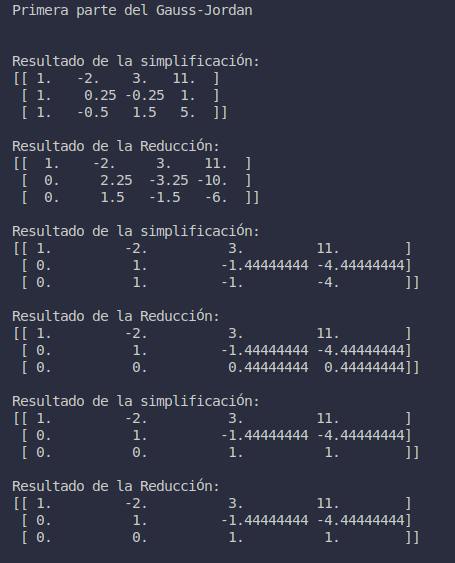 Primera parte del Gauss-Jordan
Resultado de la simplificación:
[[ 1.   -2.    3.   11.  ]
 [ 1.    0.25 -0.25  1.  ]
 [ 1.   -0.5   1.5   5.  ]]
Resultado de la Reducción:
[[  1.    -2.     3.    11.  ]
 [  0.     2.25  -3.25 -10.  ]
 [  0.     1.5   -1.5   -6.  ]]
Resultado de la simplificación:
[[ 1.         -2.          3.         11.        ]
 [ 0.          1.         -1.44444444 -4.44444444]
 [ 0.          1.         -1.         -4.        ]]
Resultado de la Reducción:
[[ 1.         -2.          3.         11.        ]
 [ 0.          1.         -1.44444444 -4.44444444]
 [ 0.          0.          0.44444444  0.44444444]]
Resultado de la simplificación:
[[ 1.         -2.          3.         11.        ]
 [ 0.          1.         -1.44444444 -4.44444444]
 [ 0.          0.          1.          1.        ]]
Resultado de la Reducción:
[[ 1.         -2.          3.         11.        ]
 [ 0.          1.         -1.44444444 -4.44444444]
 [ 0.          0.          1.          1.        ]]